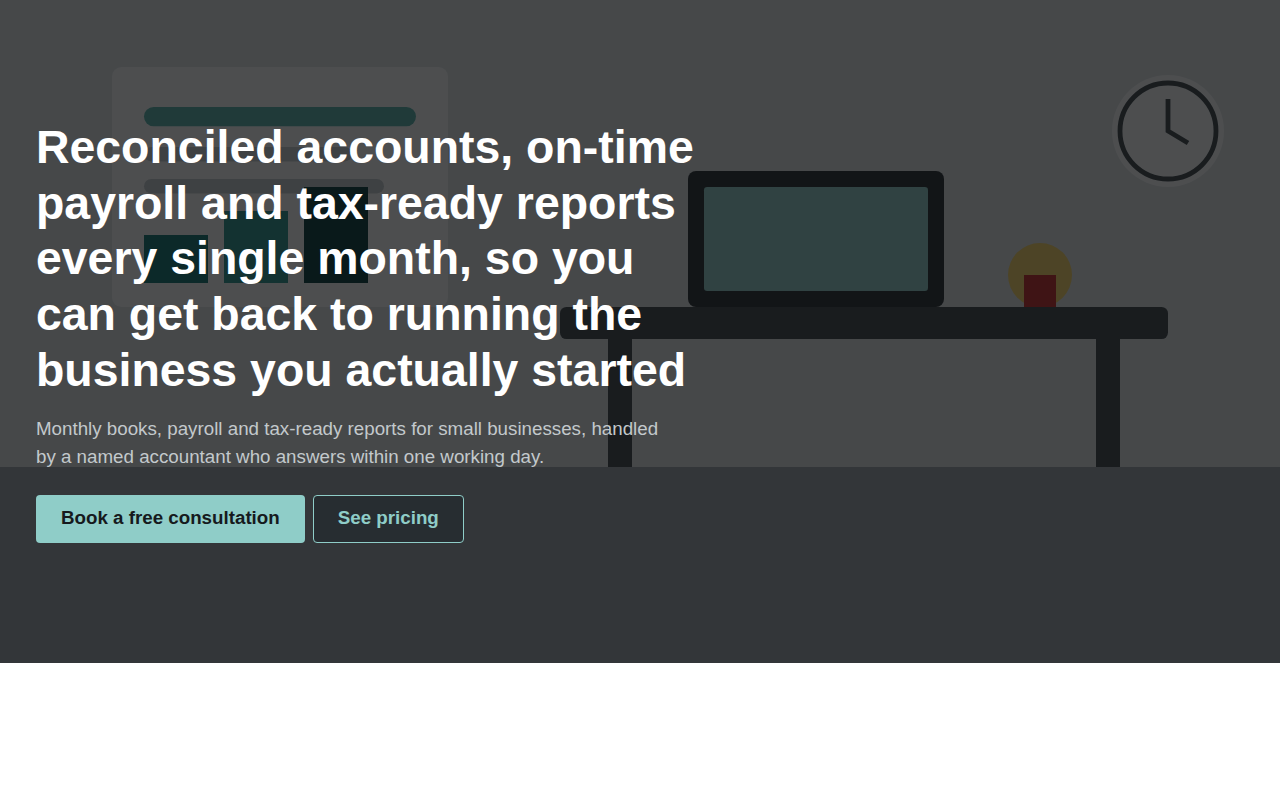 Reconciled accounts, on-time
payroll and tax-ready reports
every single month, so you
can get back to running the
business you actually started
Monthly books, payroll and tax-ready reports for small businesses, handled
by a named accountant who answers within one working day.
Book a free consultation
See pricing